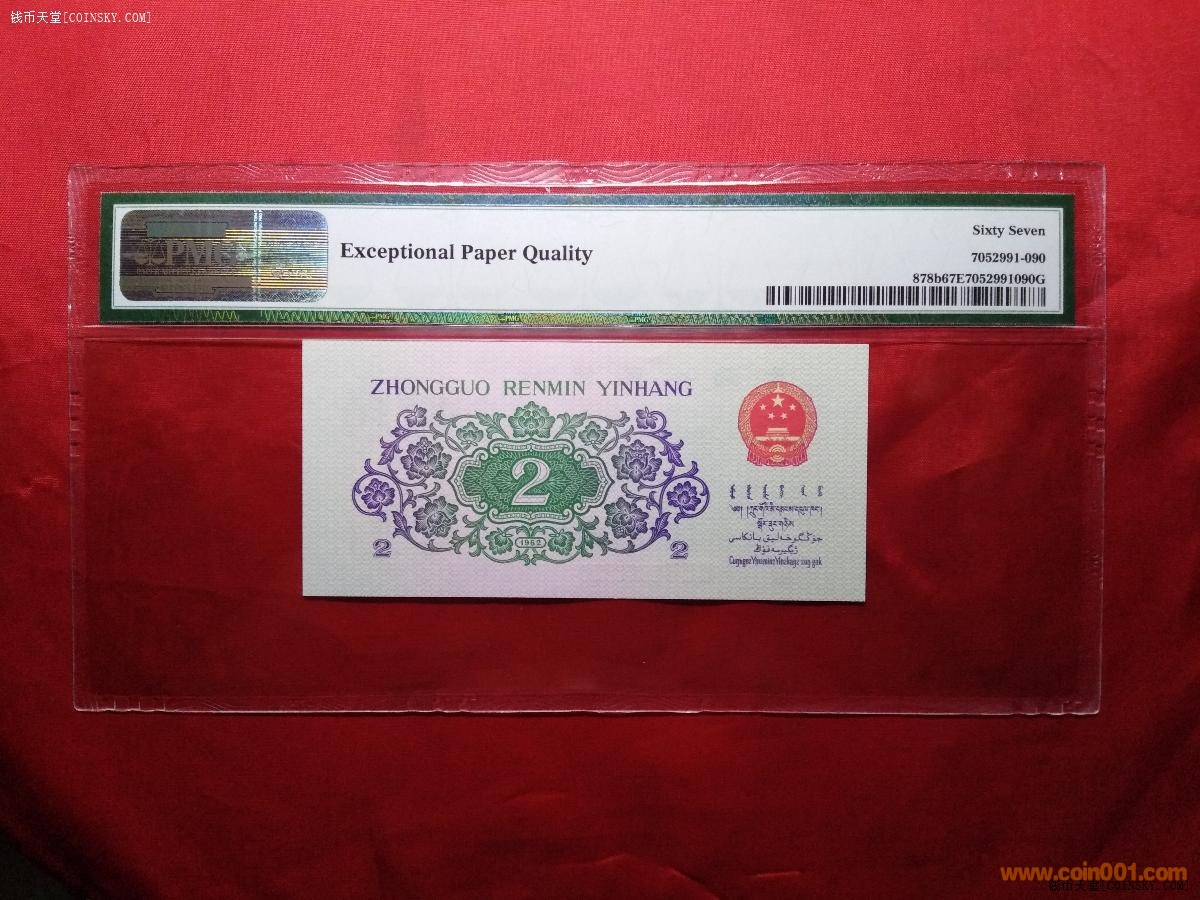 钱币天堂[COINSKY.COM]
PMG
Exceptional Paper Quality
Sixty Seven
7052991-090
878b67E7052991090G
ZHONGGUO RENMIN YINHANG
2
1962
2
2
www.coin001.com
钱币天堂[COINSKY.COM]